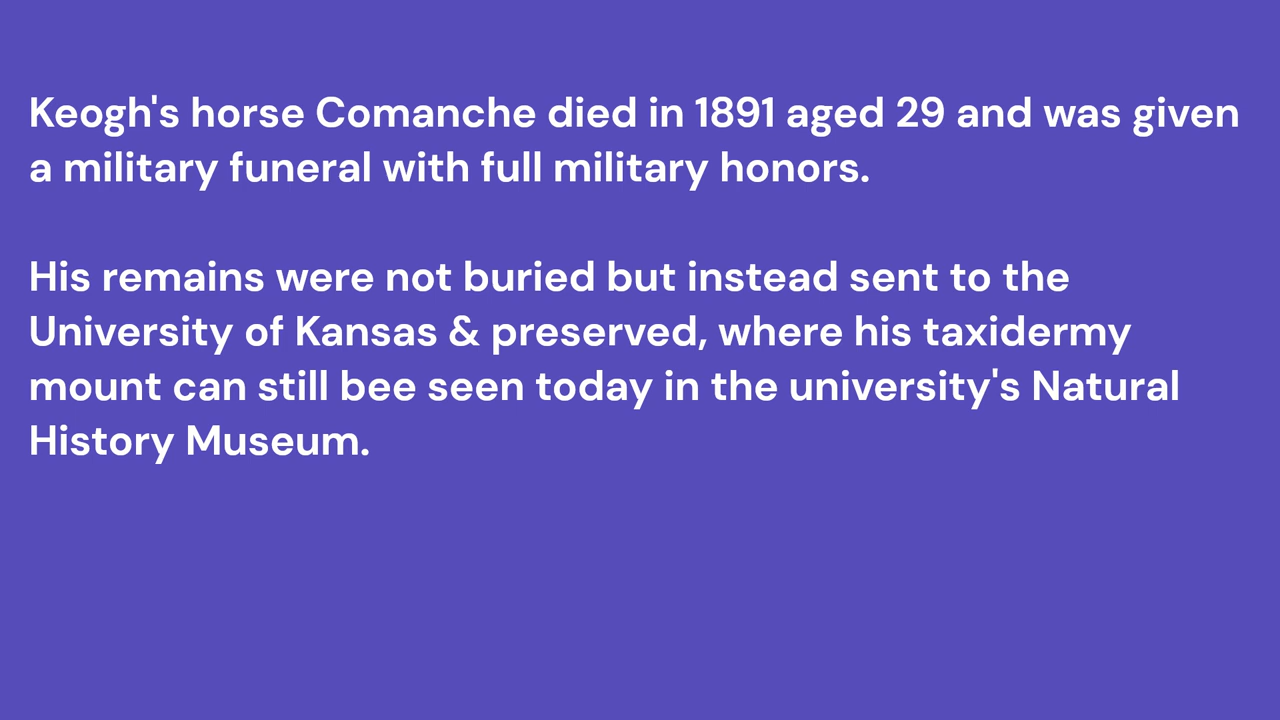 Keogh's horse Comanche died in 1891 aged 29 and was given
a military funeral with full military honors.
His remains were not buried but instead sent to the
University of Kansas & preserved, where his taxidermy
mount can still bee seen today in the university's Natural
History Museum.